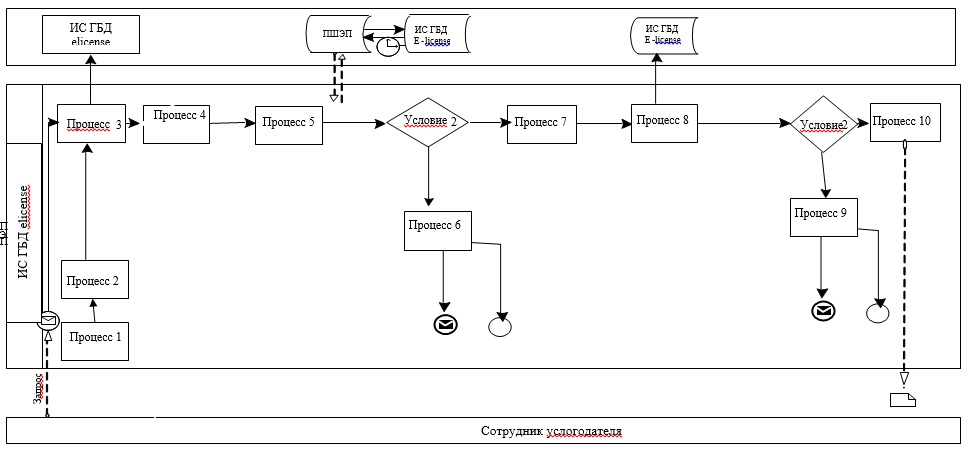 ИС ГБД
elicense
ПШЭП
ИС ГБД
E -license
ИС ГБД
E -license
Процесс 3
Процесс 4
Процесс 5
Условие 2
Процесс 7
Процесс 8
Условие2
Процесс 10
ИС ГБД elicense
Процесс 6
Процесс 9
Процесс 2
Процесс 1
Запрос
Сотрудник услогодателя